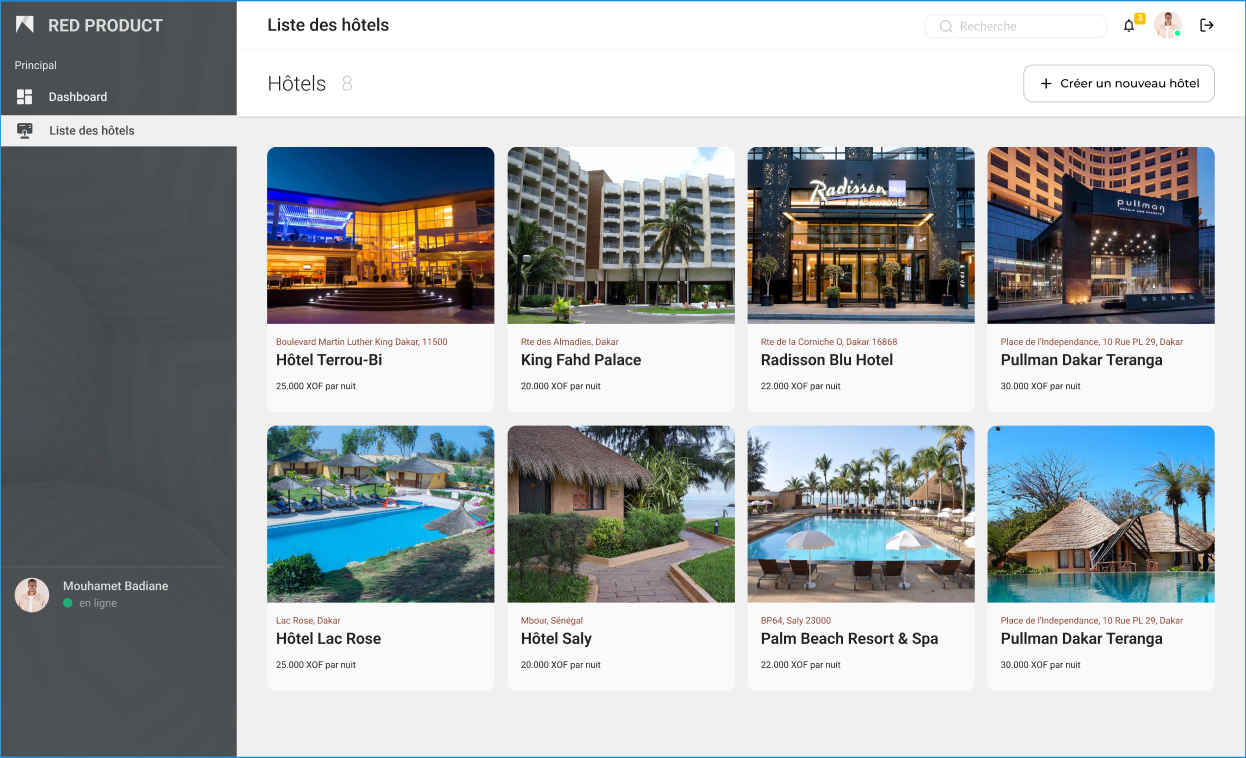 RED PRODUCT
Liste des hôtels
Recherche
3
Principal
Dashboard
Liste des hôtels
Hôtels 8
Créer un nouveau hôtel
Radisson BLU
pullman
Boulevard Martin Luther King Dakar, 11500
Hôtel Terrou-Bi
25.000 XOF par nuit
Rte des Almadies, Dakar
King Fahd Palace
20.000 XOF par nuit
Rte de la Corniche O, Dakar 16868
Radisson Blu Hotel
22.000 XOF par nuit
Place de l'Independance, 10 Rue PL 29, Dakar
Pullman Dakar Teranga
30.000 XOF par nuit
Lac Rose, Dakar
Hôtel Lac Rose
25.000 XOF par nuit
Mbour, Sénégal
Hôtel Saly
20.000 XOF par nuit
BP64, Saly 23000
Palm Beach Resort & Spa
22.000 XOF par nuit
Place de l'Independance, 10 Rue PL 29, Dakar
Pullman Dakar Teranga
30.000 XOF par nuit
Mouhamet Badiane
en ligne